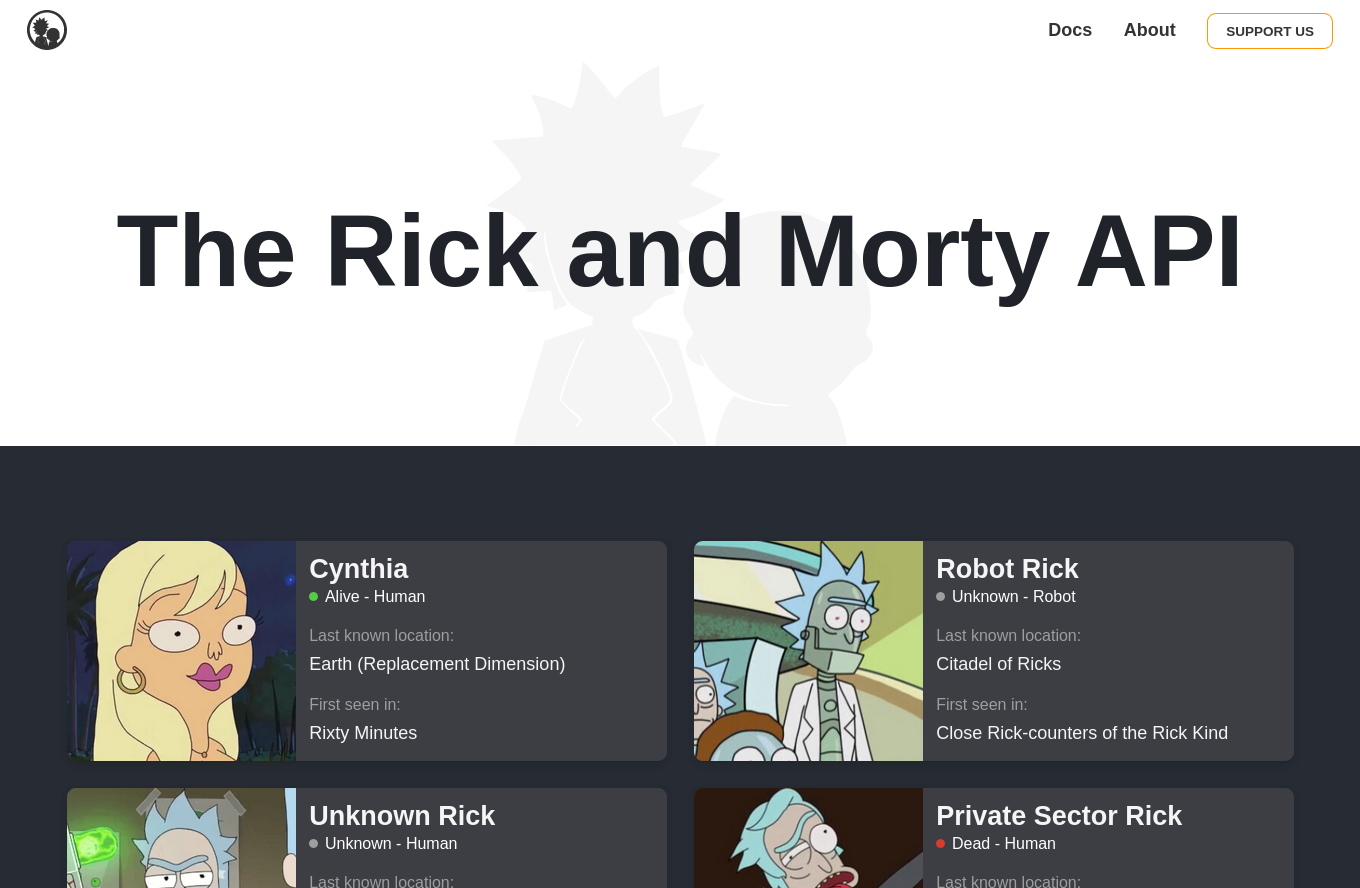 Docs About SUPPORT US
The Rick and Morty API
Cynthia
Alive - Human
Last known location:
Earth (Replacement Dimension)
First seen in:
Rixty Minutes
Robot Rick
Unknown - Robot
Last known location:
Citadel of Ricks
First seen in:
Close Rick-counters of the Rick Kind
Unknown Rick
Unknown - Human
Last known location:
Private Sector Rick
Dead - Human
Last known location: